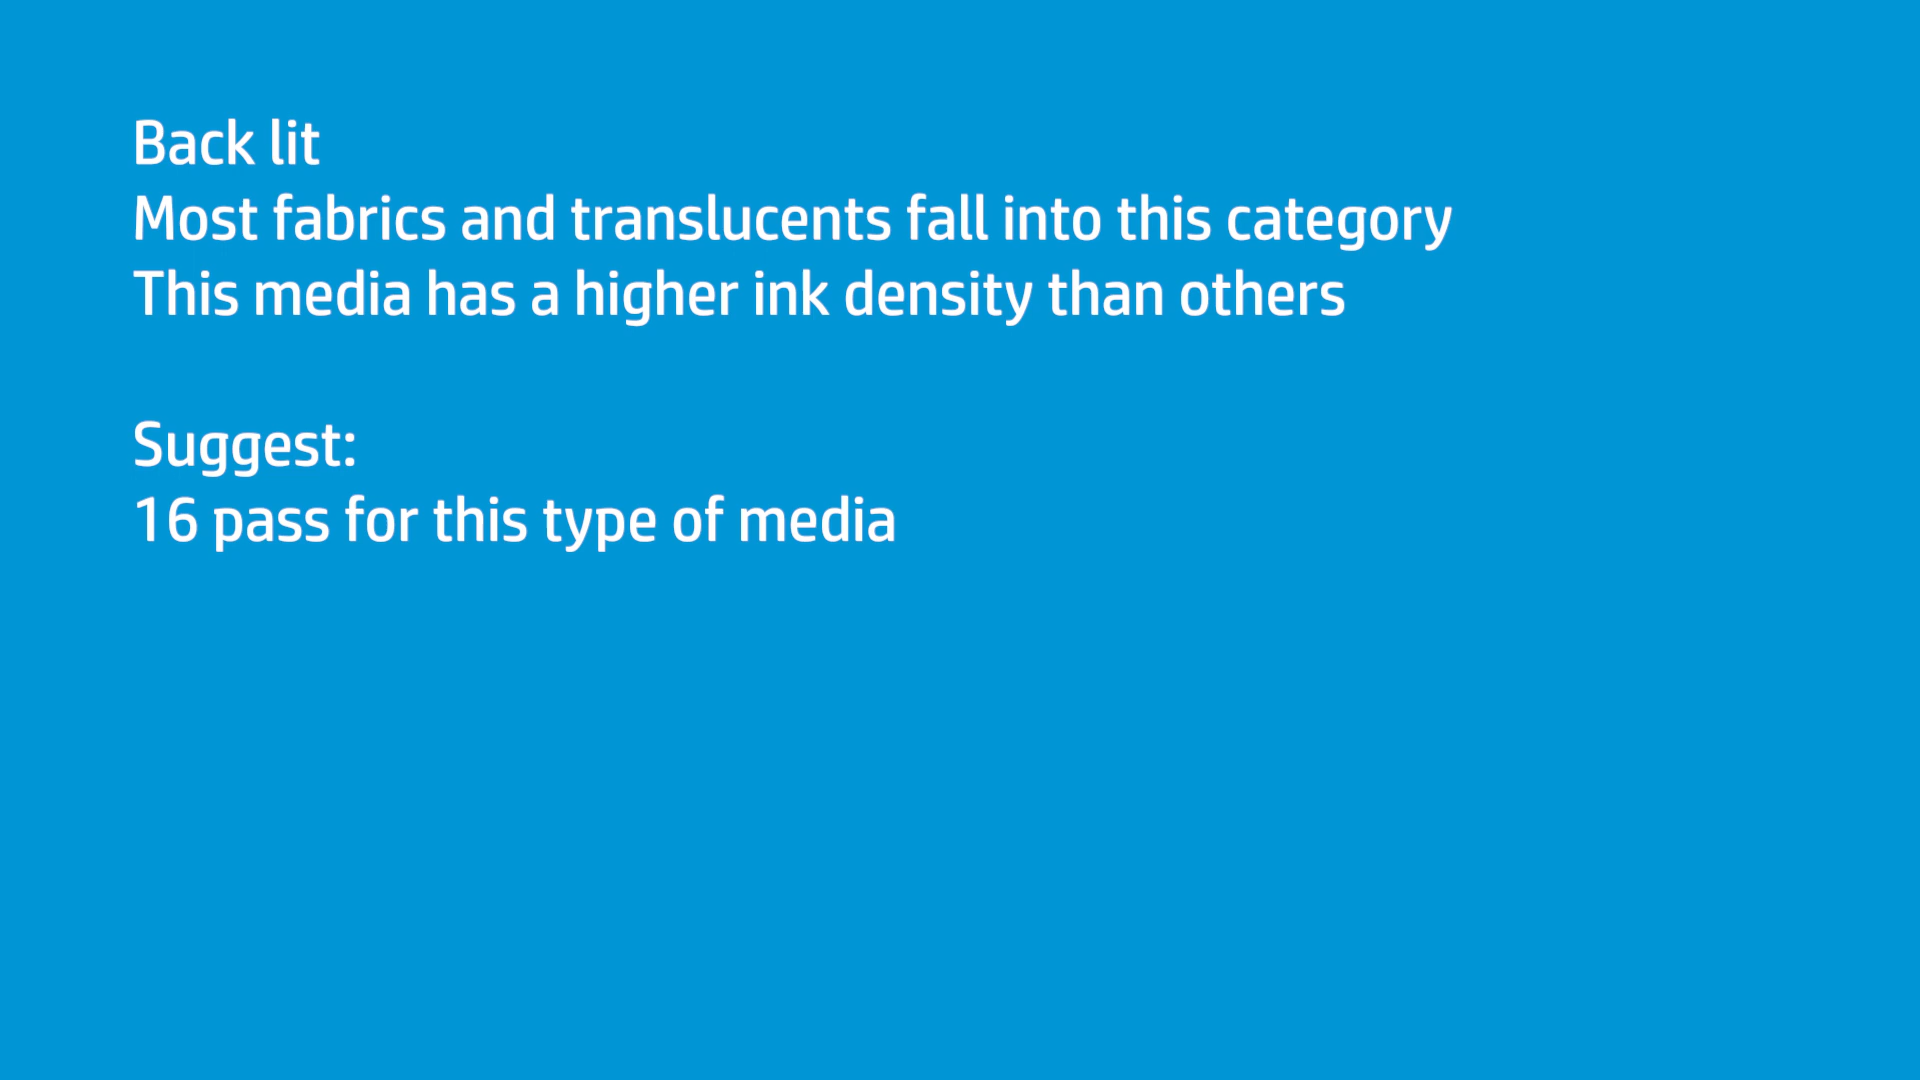 Back lit
Most fabrics and translucents fall into this category
This media has a higher ink density than others
Suggest:
16 pass for this type of media